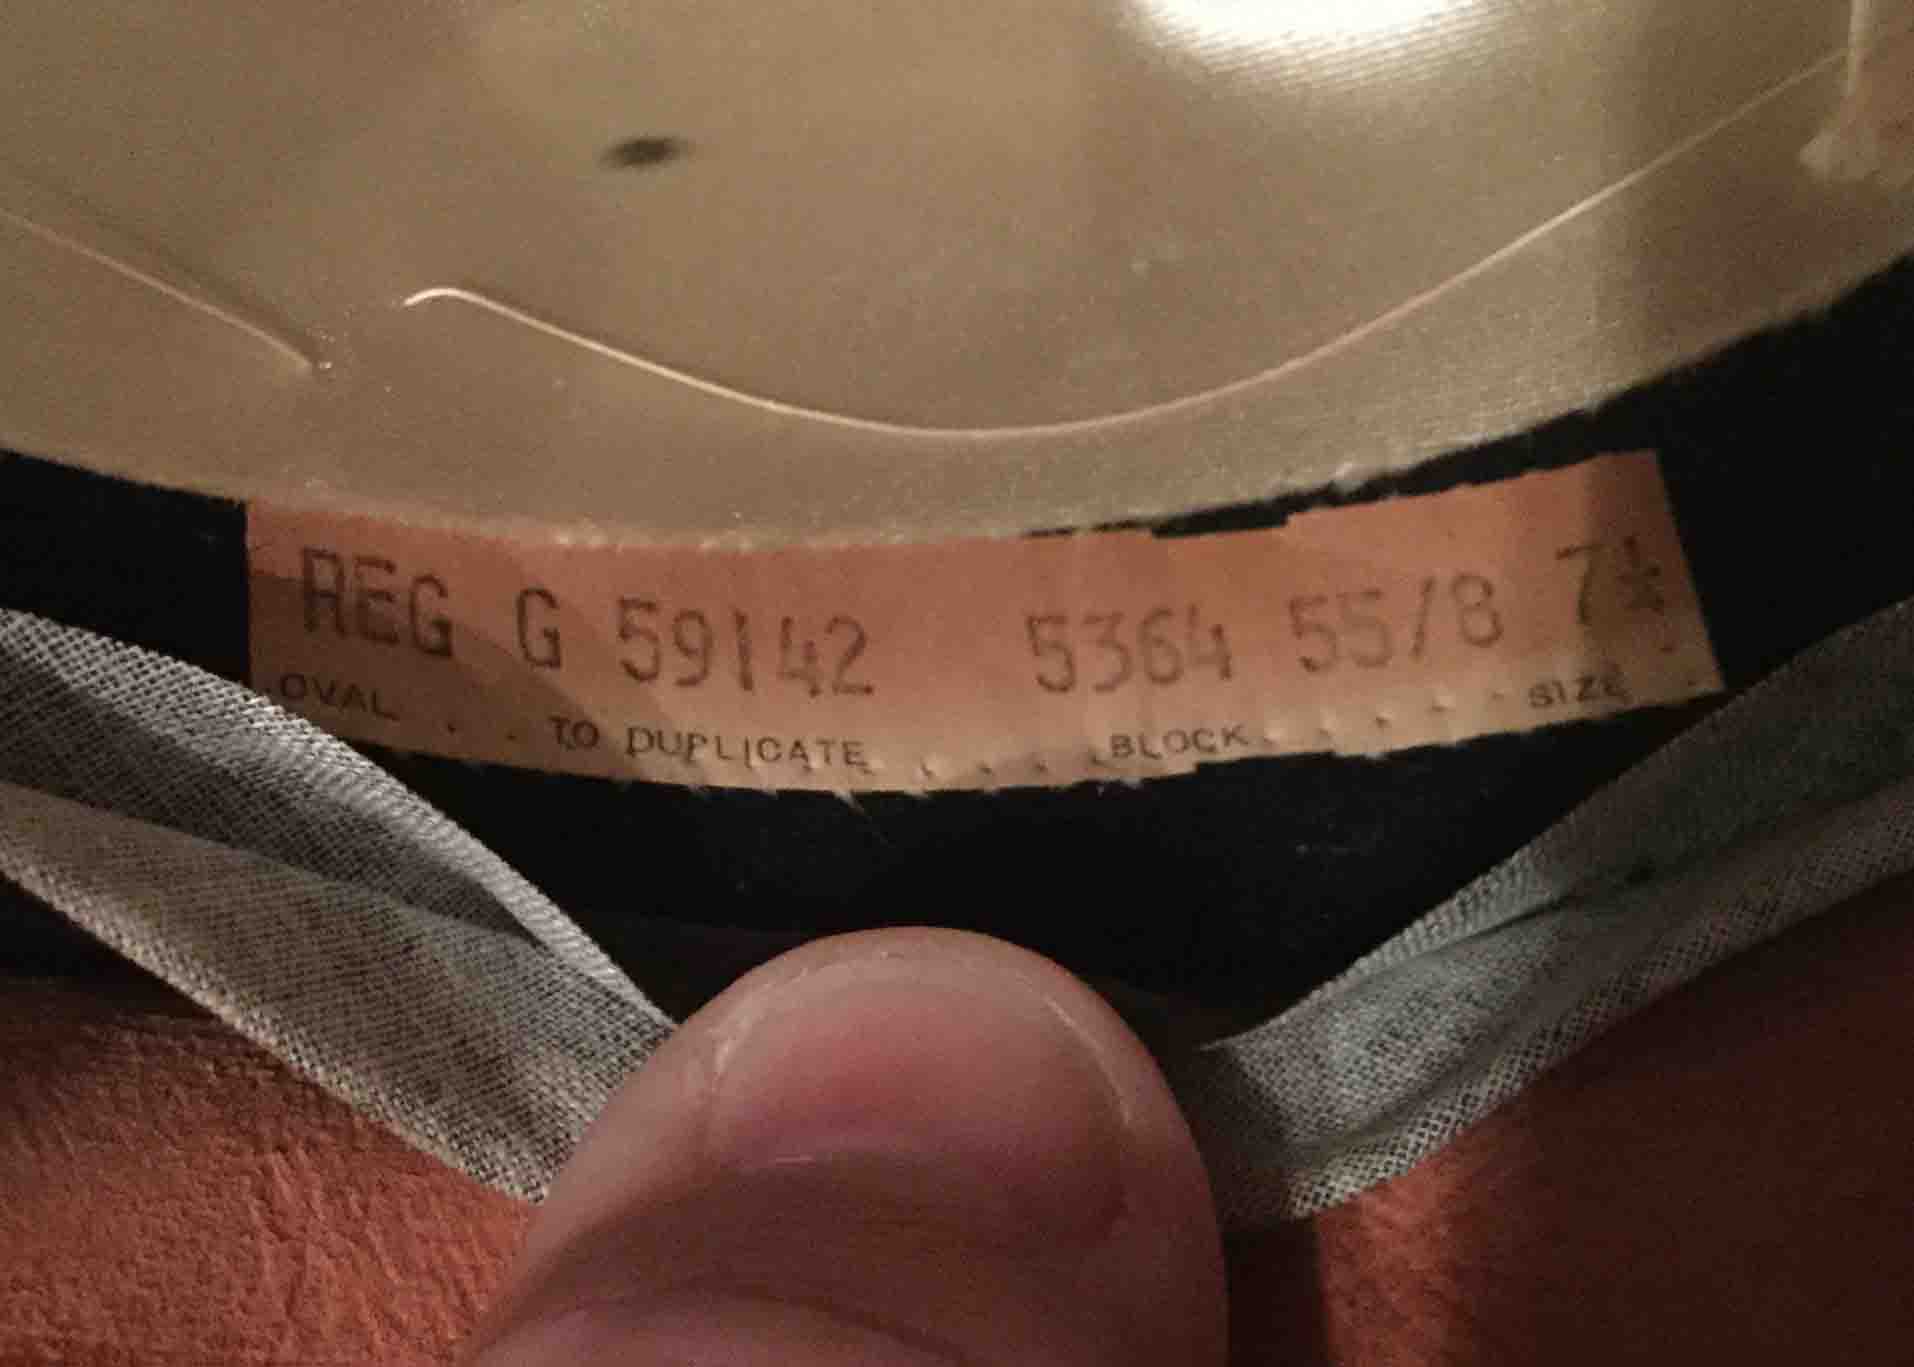 REG G 59142 5364 55/8 7¼
OVAL . . TO DUPLICATE . . . . BLOCK . . . . . SIZE . .